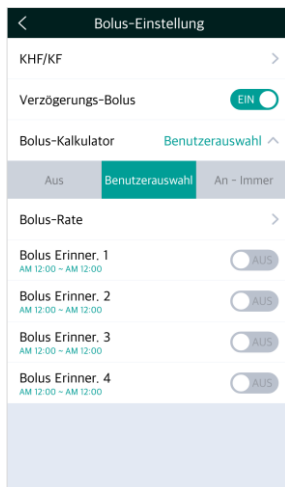 Bolus-Einstellung
KHF/KF
Verzögerungs-Bolus EIN
Bolus-Kalkulator Benutzerauswahl
Aus Benutzerauswahl An - Immer
Bolus-Rate
Bolus Erinner. 1 AUS
AM 12:00 ~ AM 12:00
Bolus Erinner. 2 AUS
AM 12:00 ~ AM 12:00
Bolus Erinner. 3 AUS
AM 12:00 ~ AM 12:00
Bolus Erinner. 4 AUS
AM 12:00 ~ AM 12:00